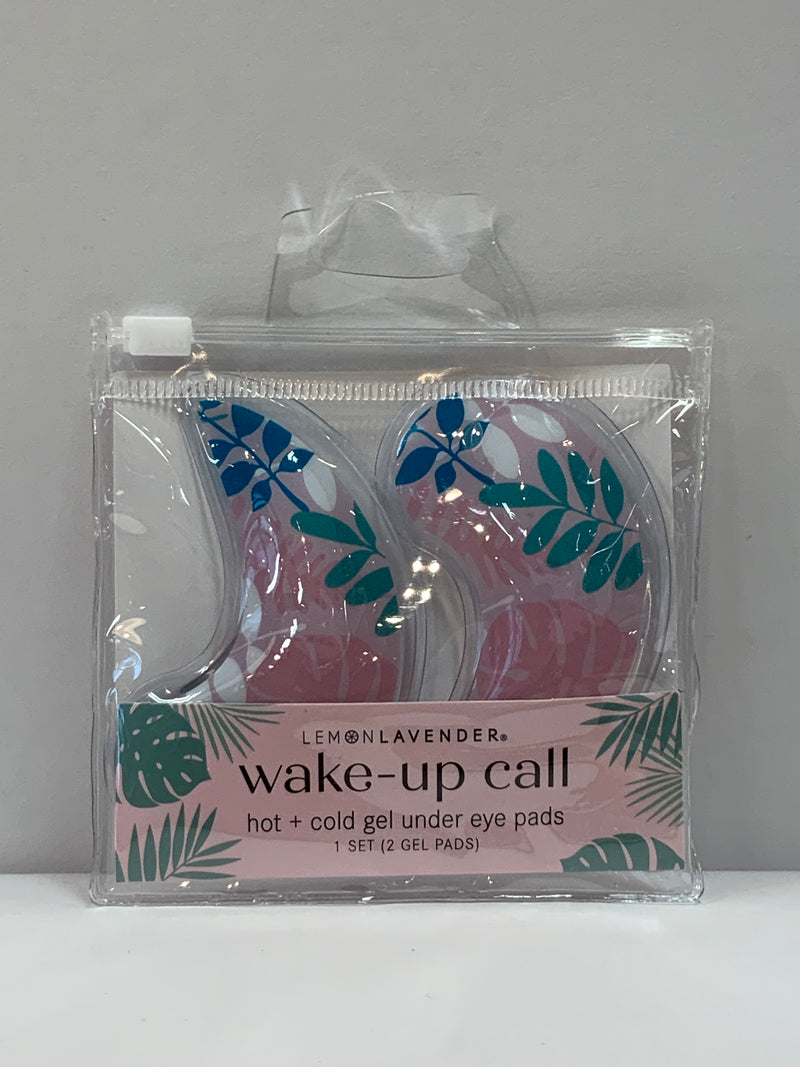 LEMONLAVENDER®
wake-up call
hot + cold gel under eye pads
1 SET (2 GEL PADS)